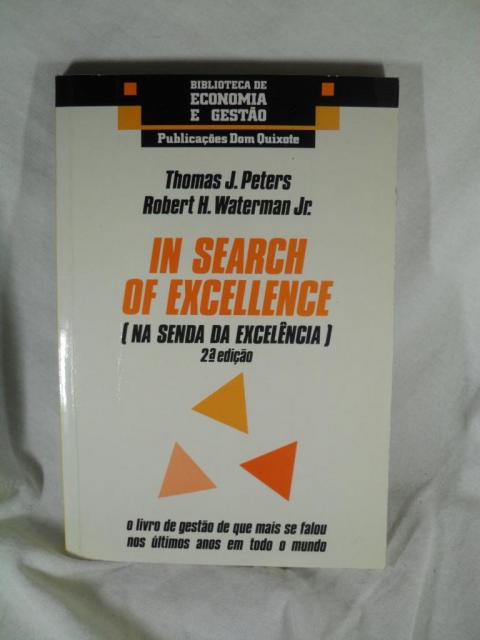 BIBLIOTECA DE
ECONOMIA
E GESTÃO
Publicações Dom Quixote
Thomas J. Peters
Robert H. Waterman Jr.
IN SEARCH
OF EXCELLENCE
( NA SENDA DA EXCELÊNCIA )
2ª edição
o livro de gestão de que mais se falou
nos últimos anos em todo o mundo